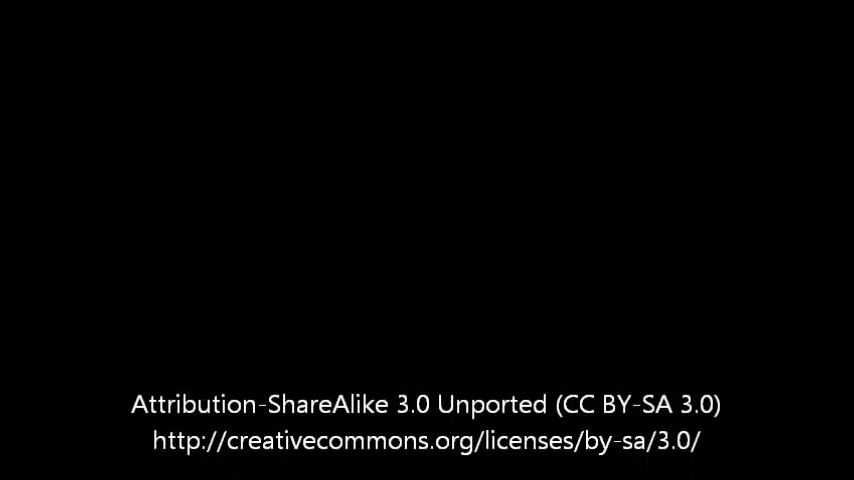 Attribution-ShareAlike 3.0 Unported (CC BY-SA 3.0)
http://creativecommons.org/licenses/by-sa/3.0/